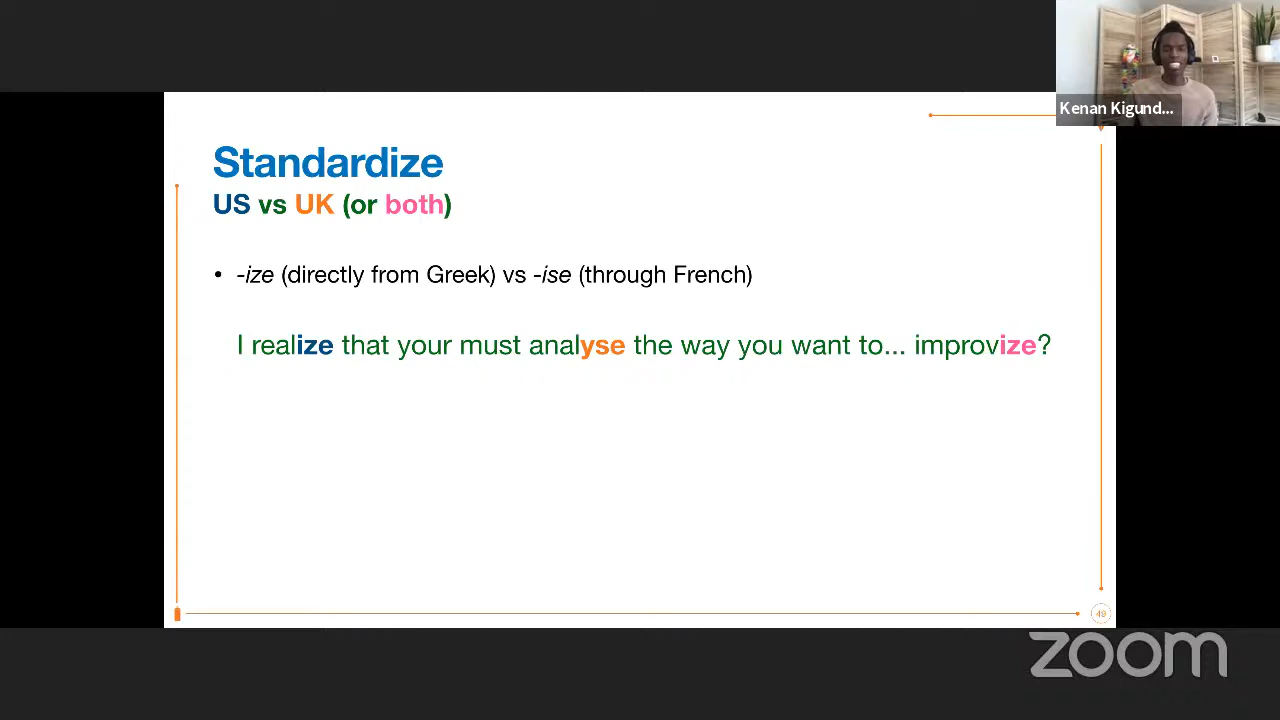 Kenan Kigund...
Standardize
US vs UK (or both)
• -ize (directly from Greek) vs -ise (through French)
I realize that your must analyse the way you want to... improvize?
49
zoom